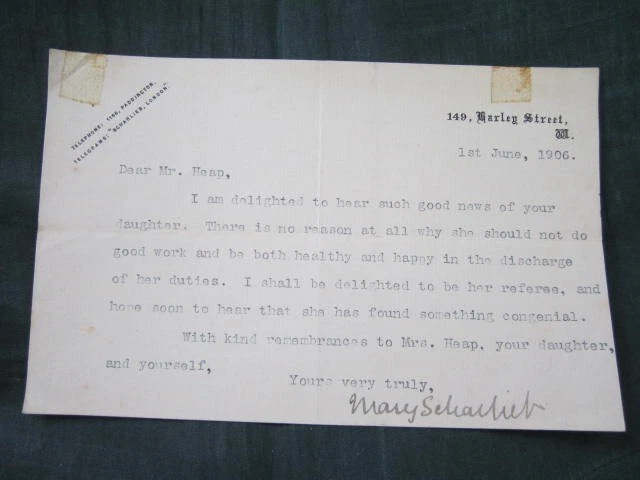 TELEPHONE: 1166, PADDINGTON.
TELEGRAMS: "SCHARLIEB, LONDON."
149, Harley Street,
W.
1st June, 1906.
Dear Mr. Heap,
I am delighted to hear such good news of your
daughter. There is no reason at all why she should not do
good work and be both healthy and happy in the discharge
of her duties. I shall be delighted to be her referee, and
hope soon to hear that she has found something congenial.
With kind remembrances to Mrs. Heap, your daughter,
and yourself,
Yours very truly,
Mary Scharlieb